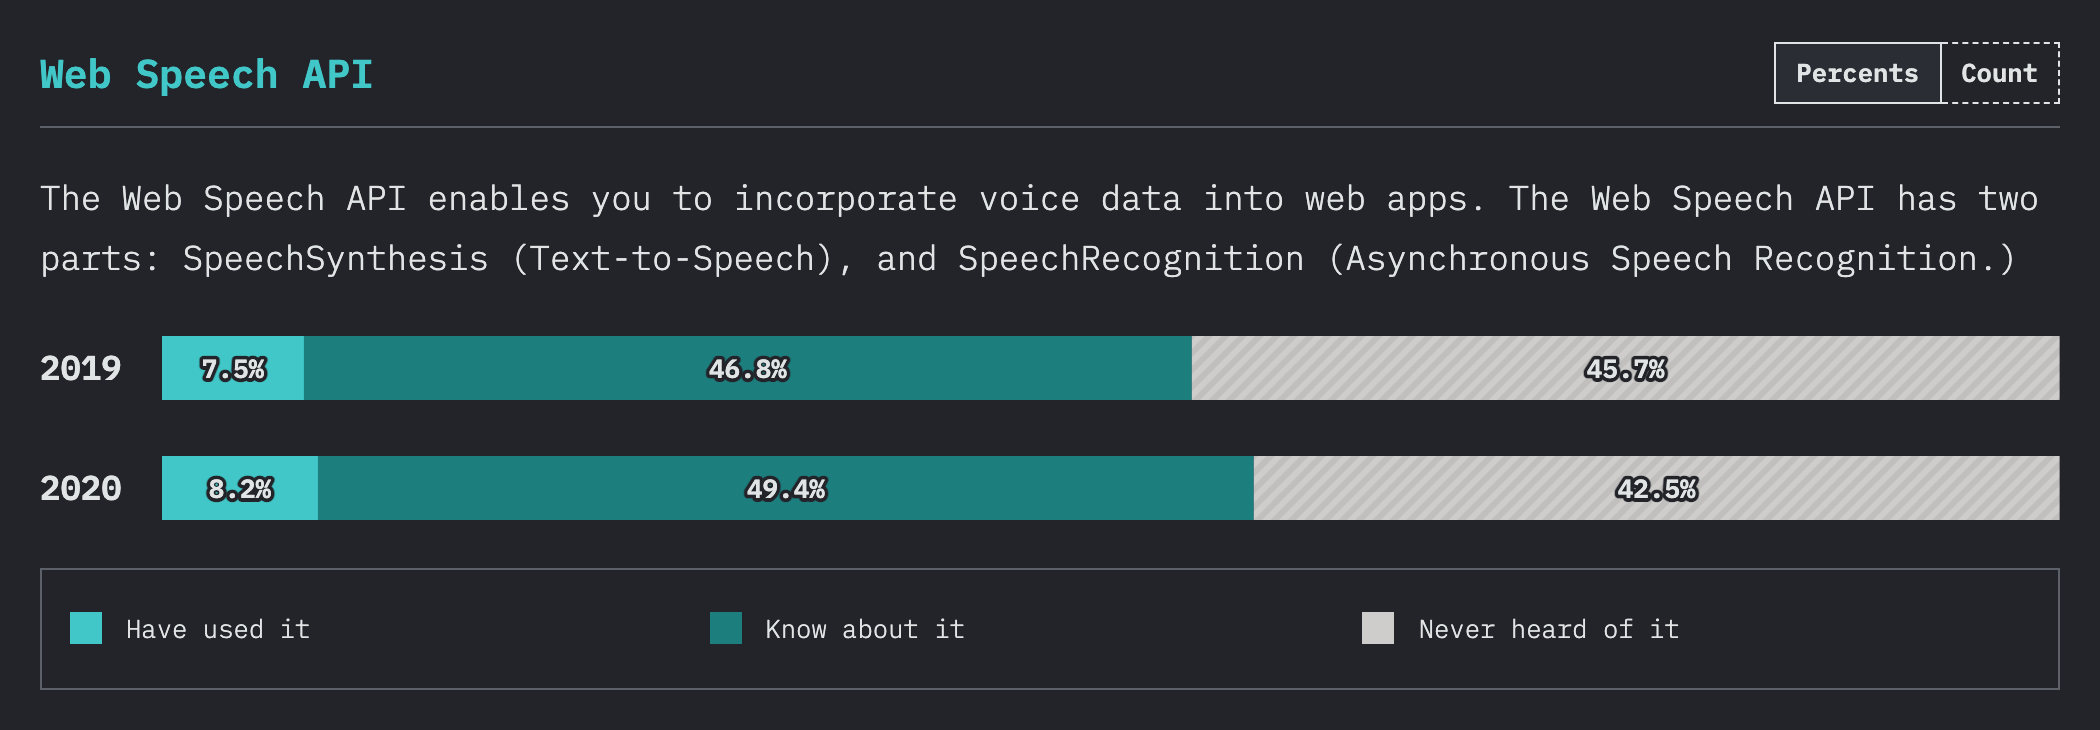 Web Speech API
Percents Count
The Web Speech API enables you to incorporate voice data into web apps. The Web Speech API has two
parts: SpeechSynthesis (Text-to-Speech), and SpeechRecognition (Asynchronous Speech Recognition.)
2019 7.5% 46.8% 45.7%
2020 8.2% 49.4% 42.5%
Have used it Know about it Never heard of it